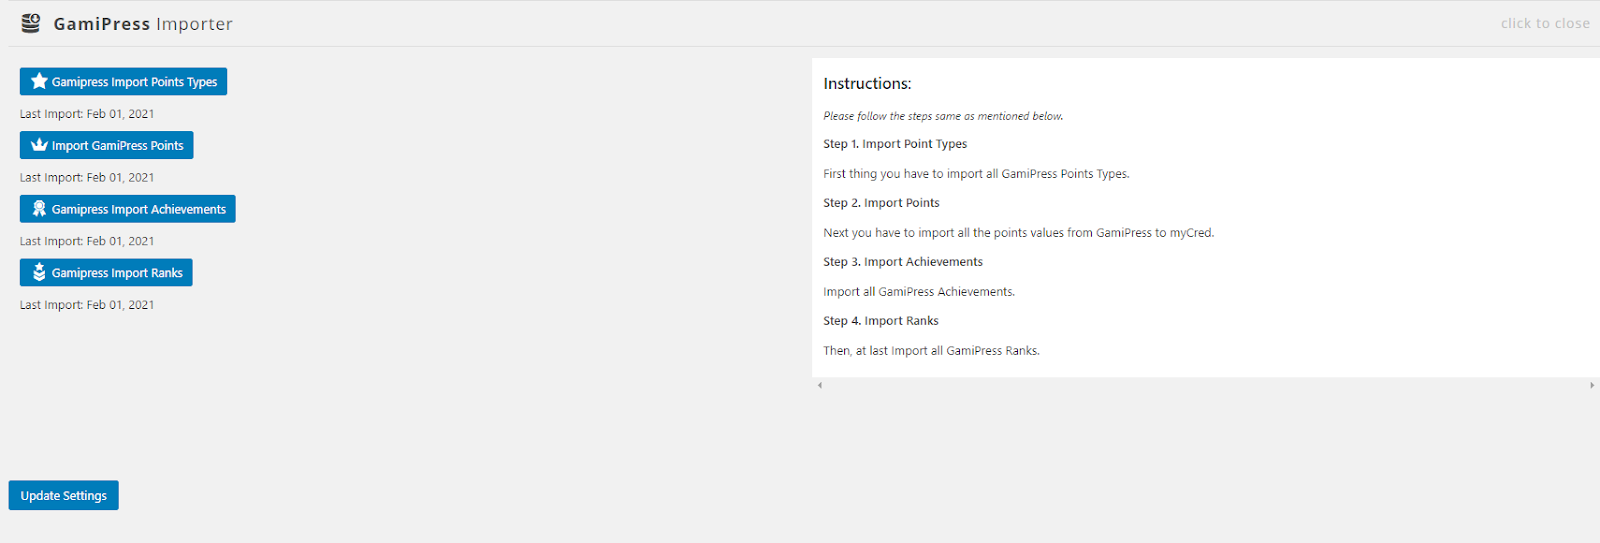 GamiPress Importer
click to close
Gamipress Import Points Types
Last Import: Feb 01, 2021
Import GamiPress Points
Last Import: Feb 01, 2021
Gamipress Import Achievements
Last Import: Feb 01, 2021
Gamipress Import Ranks
Last Import: Feb 01, 2021
Instructions:
Please follow the steps same as mentioned below.
Step 1. Import Point Types
First thing you have to import all GamiPress Points Types.
Step 2. Import Points
Next you have to import all the points values from GamiPress to myCred.
Step 3. Import Achievements
Import all GamiPress Achievements.
Step 4. Import Ranks
Then, at last Import all GamiPress Ranks.
Update Settings